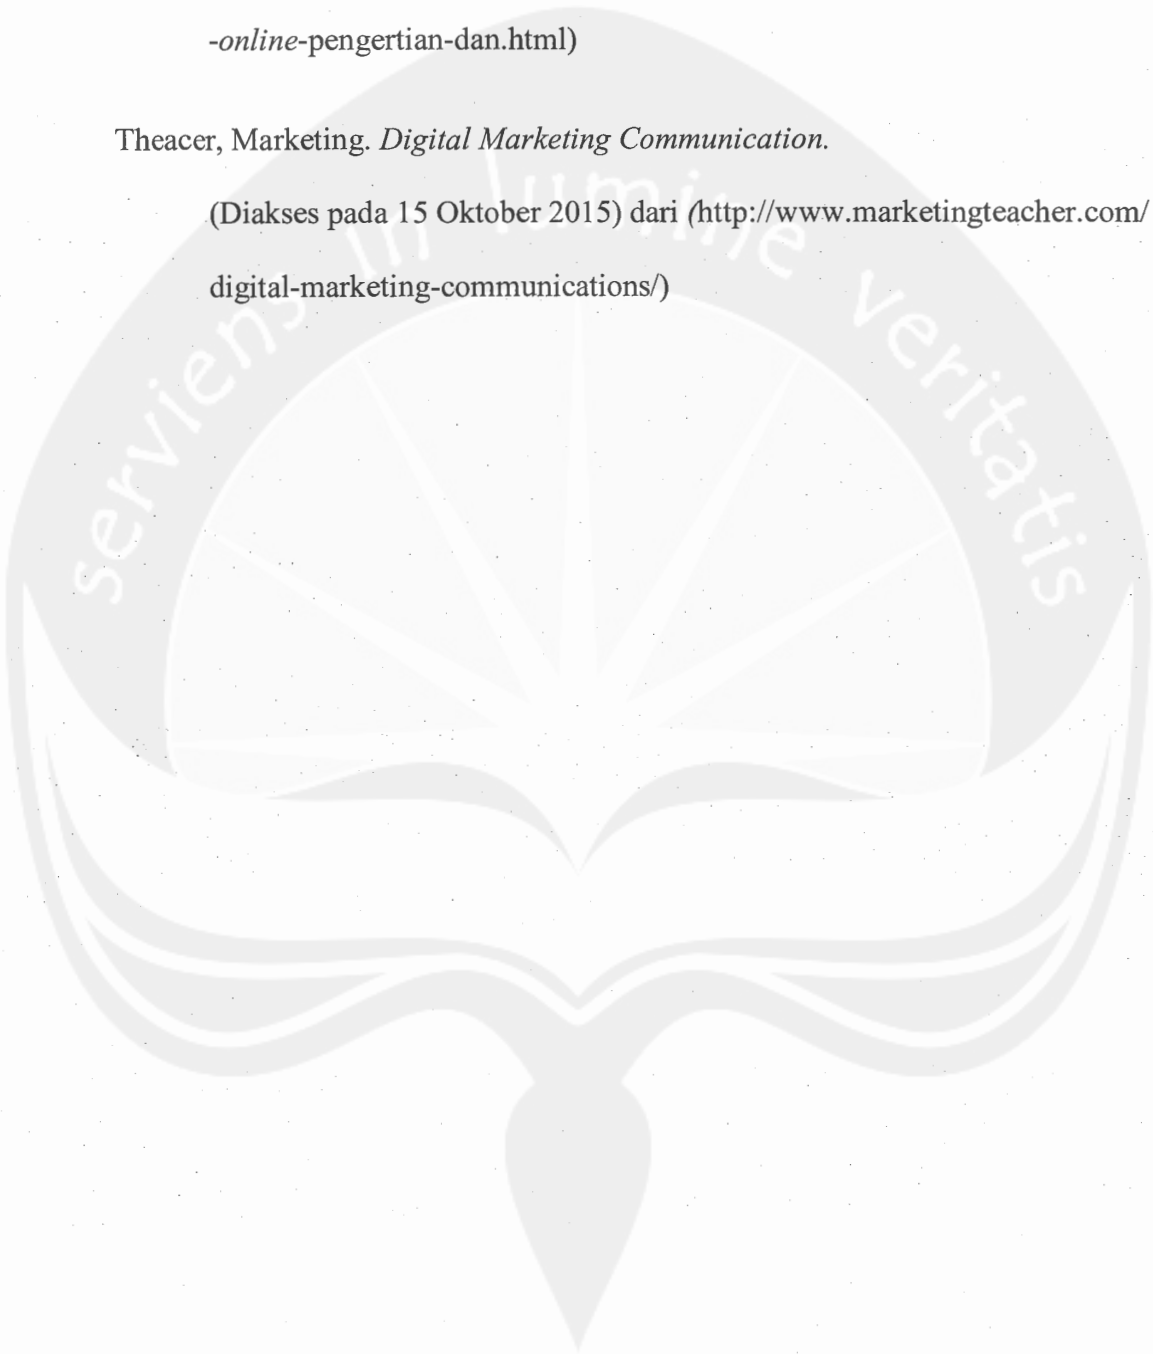 -online-pengertian-dan.html)
Theacer, Marketing. Digital Marketing Communication.
(Diakses pada 15 Oktober 2015) dari (http://www.marketingteacher.com/
digital-marketing-communications/)
serviens in lumine veritatis